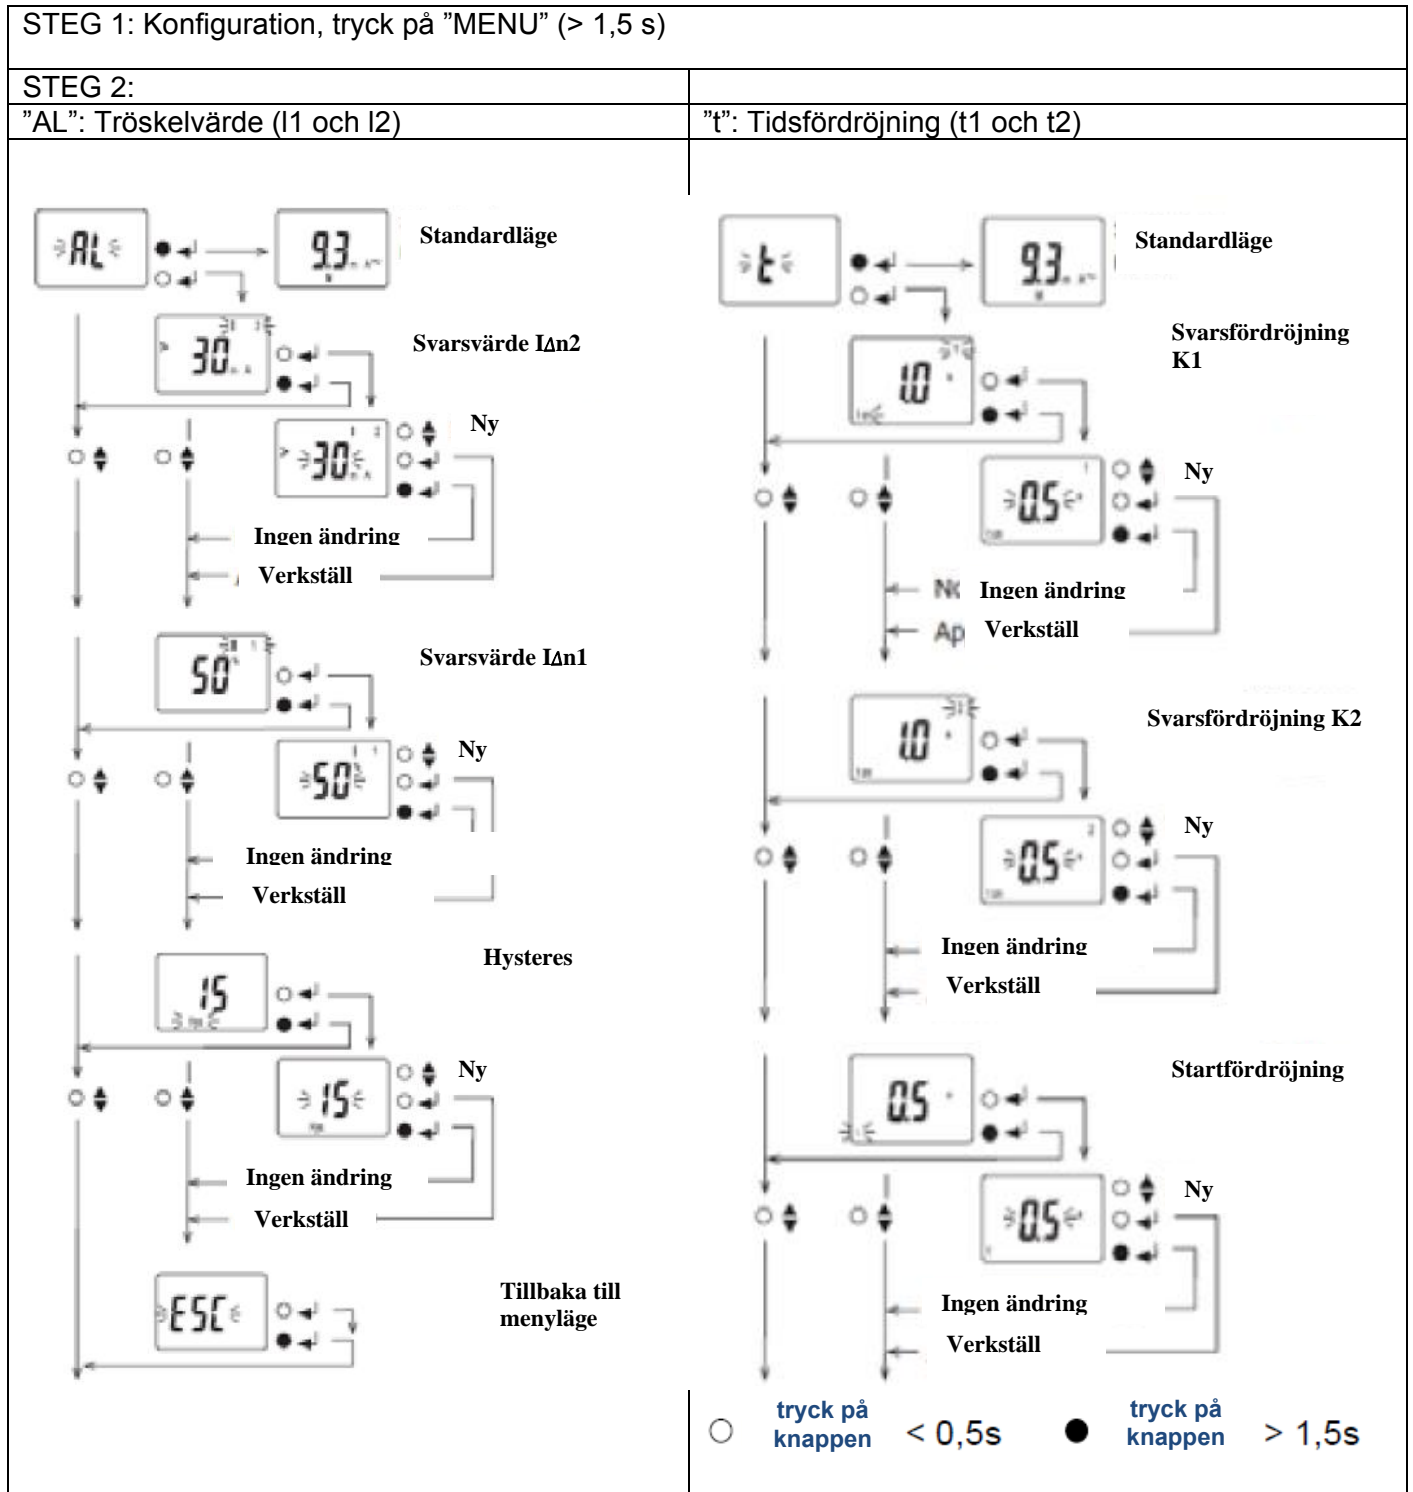 STEG 1: Konfiguration, tryck på ”MENU” (> 1,5 s)
STEG 2:
”AL”: Tröskelvärde (I1 och I2)
”t”: Tidsfördröjning (t1 och t2)
AL
9.3
Standardläge
30
Svarsvärde IΔn2
30
Ny
Ingen ändring
Verkställ
50
Svarsvärde IΔn1
50
Ny
Ingen ändring
Verkställ
15
Hysteres
15
Ny
Ingen ändring
Verkställ
ESC
Tillbaka till
menyläge
t
9.3
Standardläge
1.0
Svarsfördröjning
K1
0.5
Ny
Ingen ändring
Ap Verkställ
1.0
Svarsfördröjning K2
0.5
Ny
Ingen ändring
Verkställ
0.5
Startfördröjning
0.5
Ny
Ingen ändring
Verkställ
tryck på
knappen < 0,5s
tryck på
knappen > 1,5s